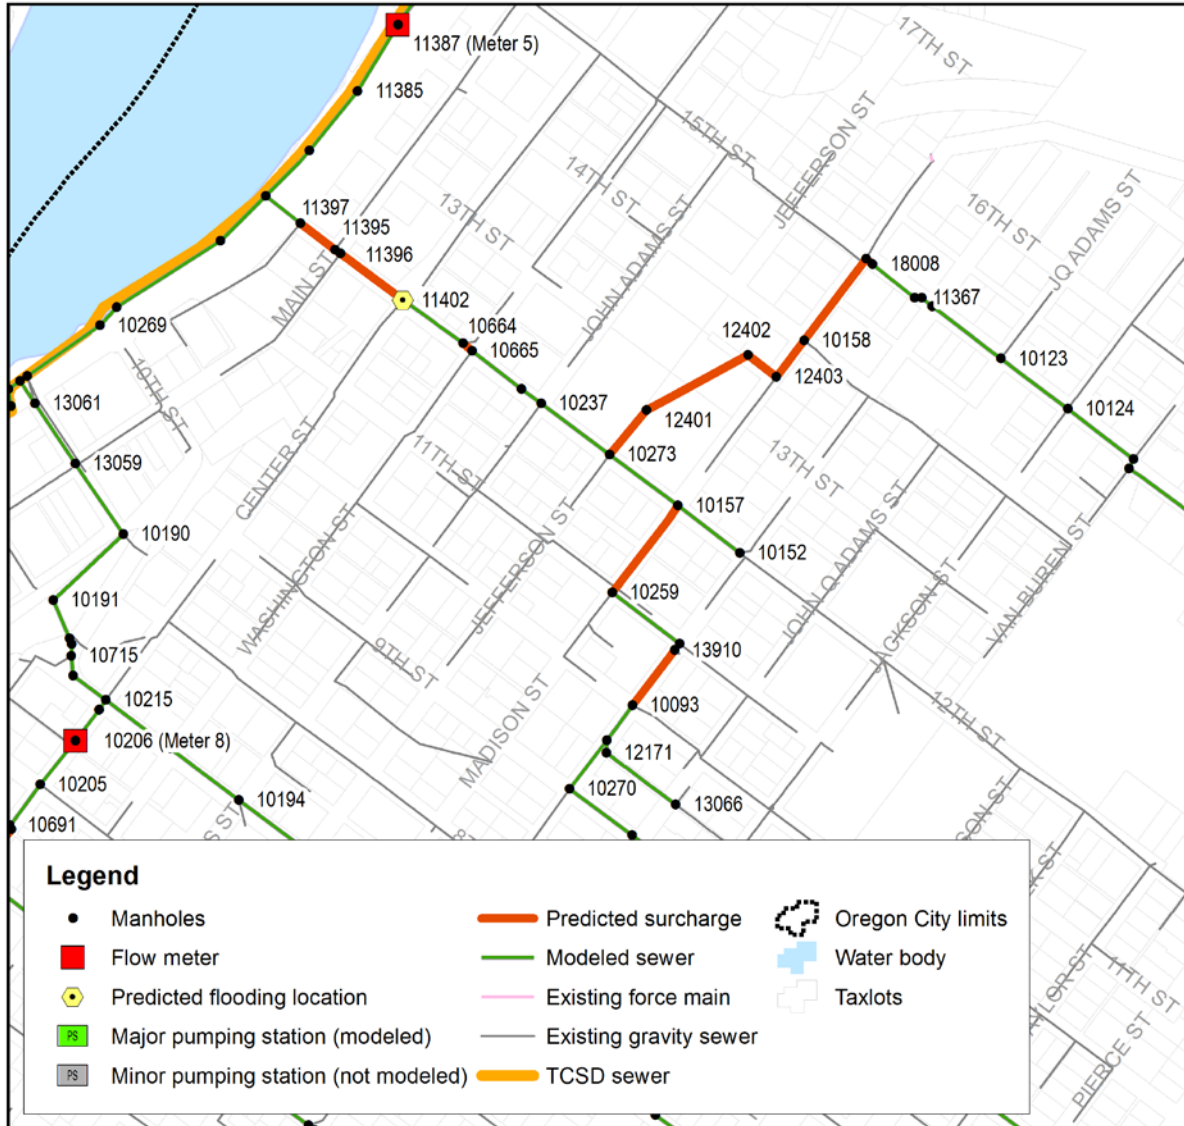 11387 (Meter 5)
17TH ST
11385
15TH ST
JEFFERSON ST
14TH ST
16TH ST
JQ ADAMS ST
13TH ST
JOHN ADAMS ST
11397
11395
11396
MAIN ST
18008
11367
11402
10269
10664
10665
12402
10158
10123
12403
10TH ST
13061
10237
12401
10124
CENTER ST
11TH ST
13059
10273
13TH ST
10157
WASHINGTON ST
JEFFERSON ST
JOHN Q ADAMS ST
VAN BUREN ST
10190
10152
JACKSON ST
10191
10259
10715
9TH ST
13910
10215
MADISON ST
10093
12TH ST
10206 (Meter 8)
12171
10205
10194
10270
13066
10691
S ST
SON ST
Legend
Manholes
Flow meter
Predicted flooding location
PS
Major pumping station (modeled)
PS
Minor pumping station (not modeled)
Predicted surcharge
Modeled sewer
Existing force main
Existing gravity sewer
TCSD sewer
Oregon City limits
Water body
Taxlots
11TH ST
YLOR ST
PIERCE ST